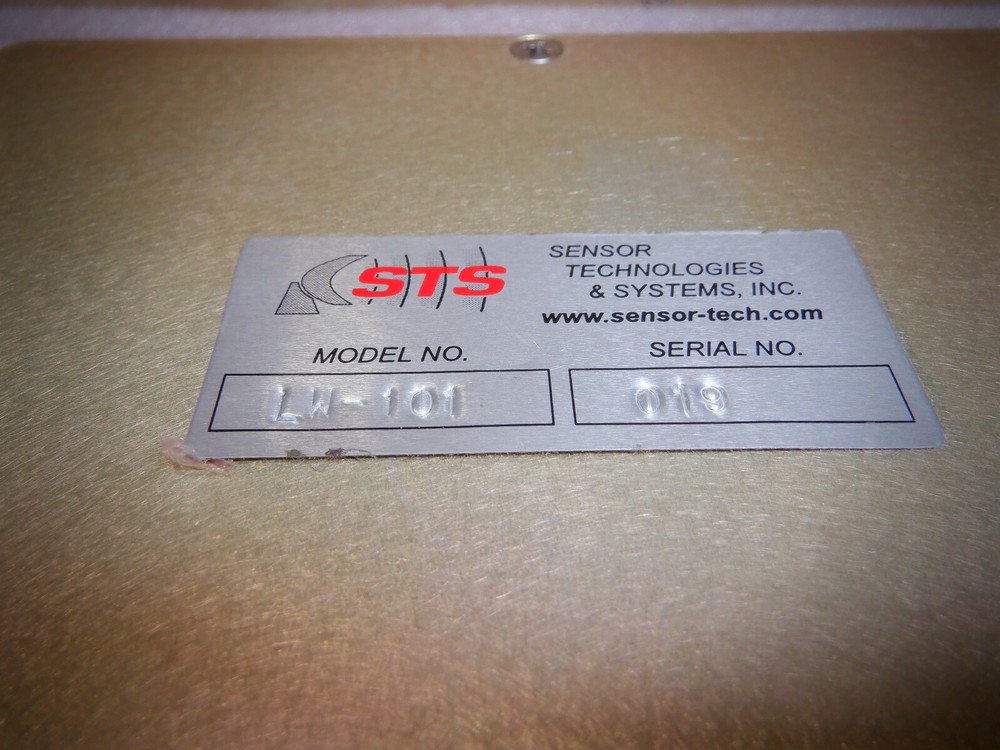 STS
SENSOR
TECHNOLOGIES
& SYSTEMS, INC.
www.sensor-tech.com
MODEL NO.
SERIAL NO.
LW-101
019